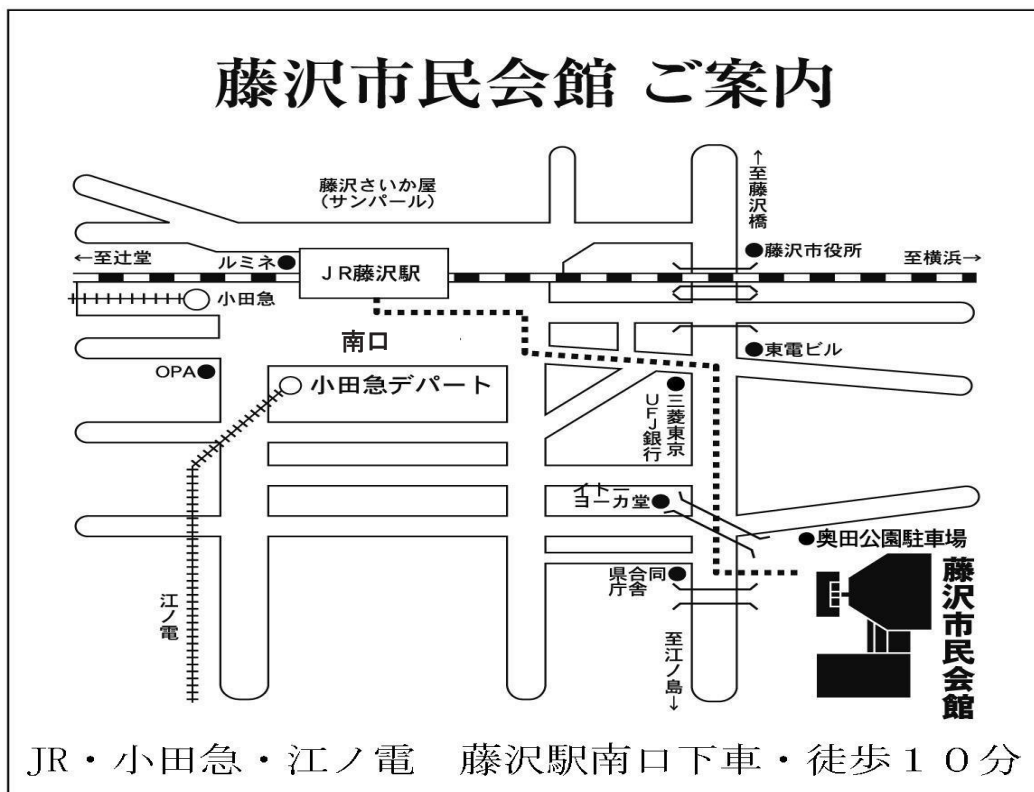 藤沢市民会館 ご案内
藤沢さいか屋
(サンパール)
↑至藤沢橋
←至辻堂
ルミネ
JR藤沢駅
藤沢市役所
至横浜→
小田急
南口
東電ビル
OPA
小田急デパート
三菱東京
UFJ銀行
イトー
ヨーカ堂
奥田公園駐車場
県合同
庁舎
江ノ電
至江ノ島→
藤沢市民会館
JR・小田急・江ノ電 藤沢駅南口下車・徒歩10分